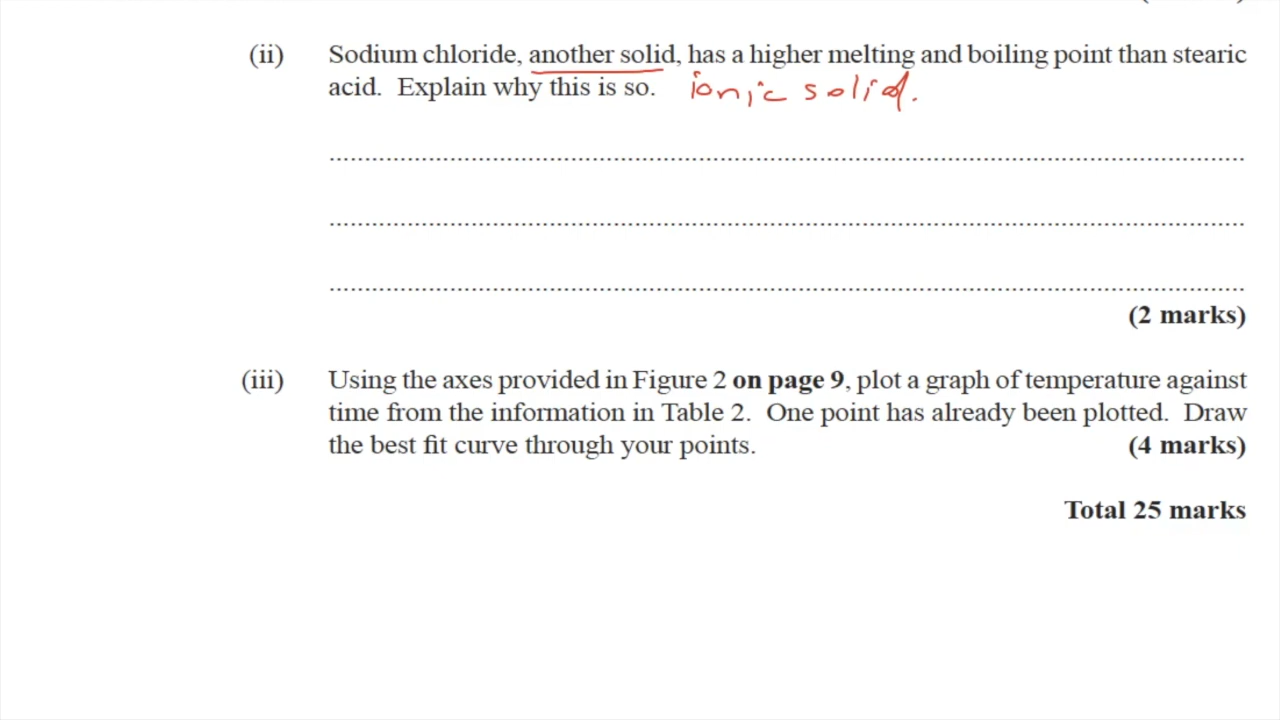 (ii) Sodium chloride, another solid, has a higher melting and boiling point than stearic
acid. Explain why this is so. ionic solid.
................................................................................................................................
................................................................................................................................
................................................................................................................................
(2 marks)
(iii) Using the axes provided in Figure 2 on page 9, plot a graph of temperature against
time from the information in Table 2. One point has already been plotted. Draw
the best fit curve through your points. (4 marks)
Total 25 marks